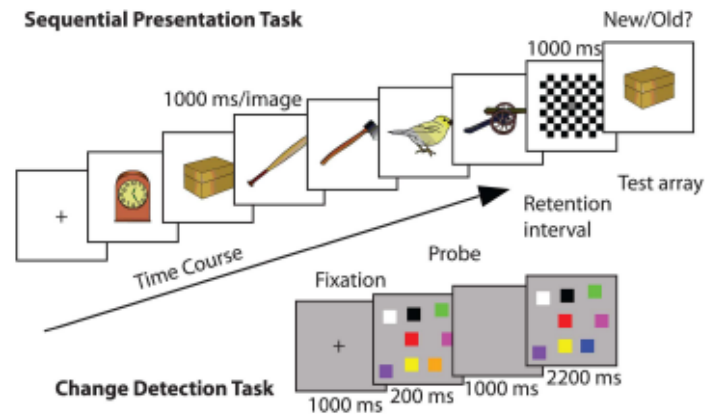 Sequential Presentation Task
New/Old?
1000 ms
1000 ms/image
+
Test array
Retention
interval
Time Course
Probe
Fixation
+
Change Detection Task
1000 ms
200 ms
1000 ms
2200 ms